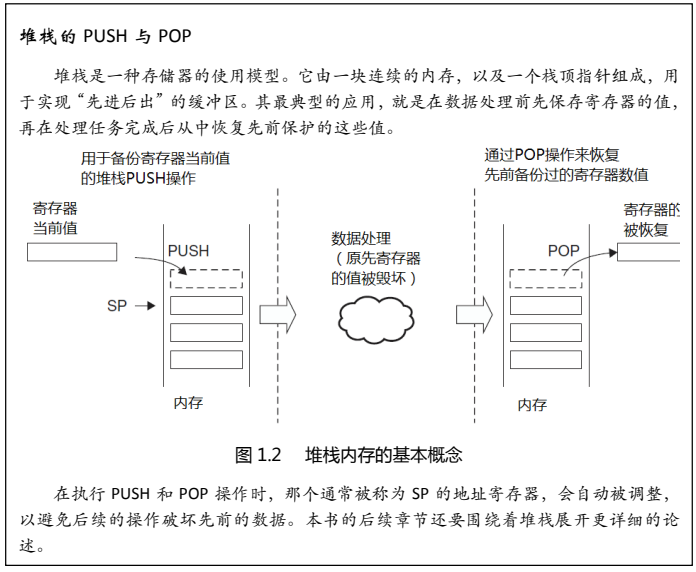 堆栈的 PUSH 与 POP
堆栈是一种存储器的使用模型。它由一块连续的内存，以及一个栈顶指针组成，用
于实现“先进后出”的缓冲区。其最典型的应用，就是在数据处理前先保存寄存器的值，
再在处理任务完成后从中恢复先前保护的这些值。
用于备份寄存器当前值
的堆栈PUSH操作
通过POP操作来恢复
先前备份过的寄存器数值
寄存器
当前值
PUSH
SP
内存
数据处理
（原先寄存器
的值被毁坏）
寄存器的
被恢复
POP
内存
图 1.2 堆栈内存的基本概念
在执行 PUSH 和 POP 操作时，那个通常被称为 SP 的地址寄存器，会自动被调整，
以避免后续的操作破坏先前的数据。本书的后续章节还要围绕着堆栈展开更详细的论
述。